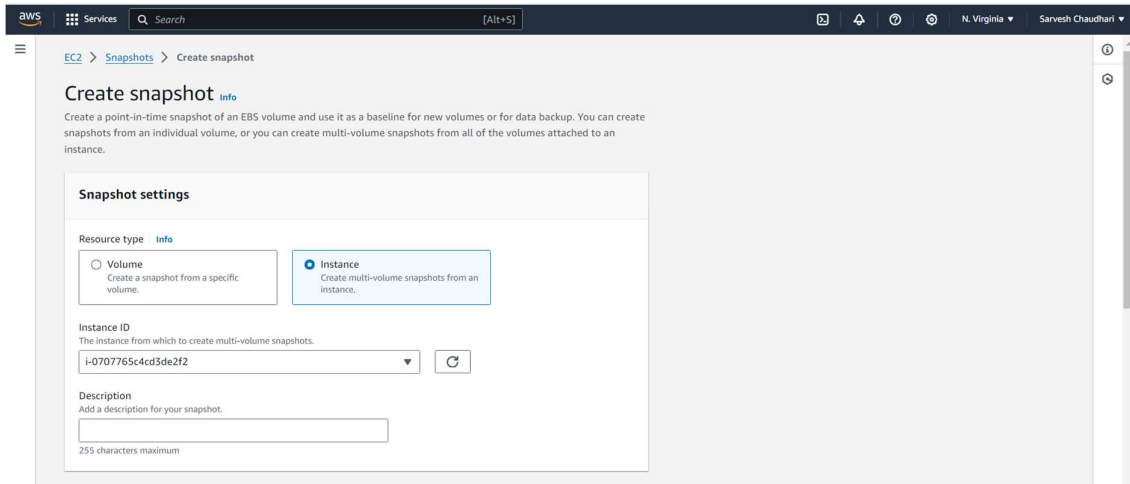 aws
Services
Search
[Alt+S]
N. Virginia
Sarvesh Chaudhari
EC2 > Snapshots > Create snapshot
Create snapshot Info
Create a point-in-time snapshot of an EBS volume and use it as a baseline for new volumes or for data backup. You can create
snapshots from an individual volume, or you can create multi-volume snapshots from all of the volumes attached to an
instance.
Snapshot settings
Resource type Info
Volume
Create a snapshot from a specific
volume.
Instance
Create multi-volume snapshots from an
instance.
Instance ID
The instance from which to create multi-volume snapshots.
i-0707765c4cd3de2f2
Description
Add a description for your snapshot.
255 characters maximum